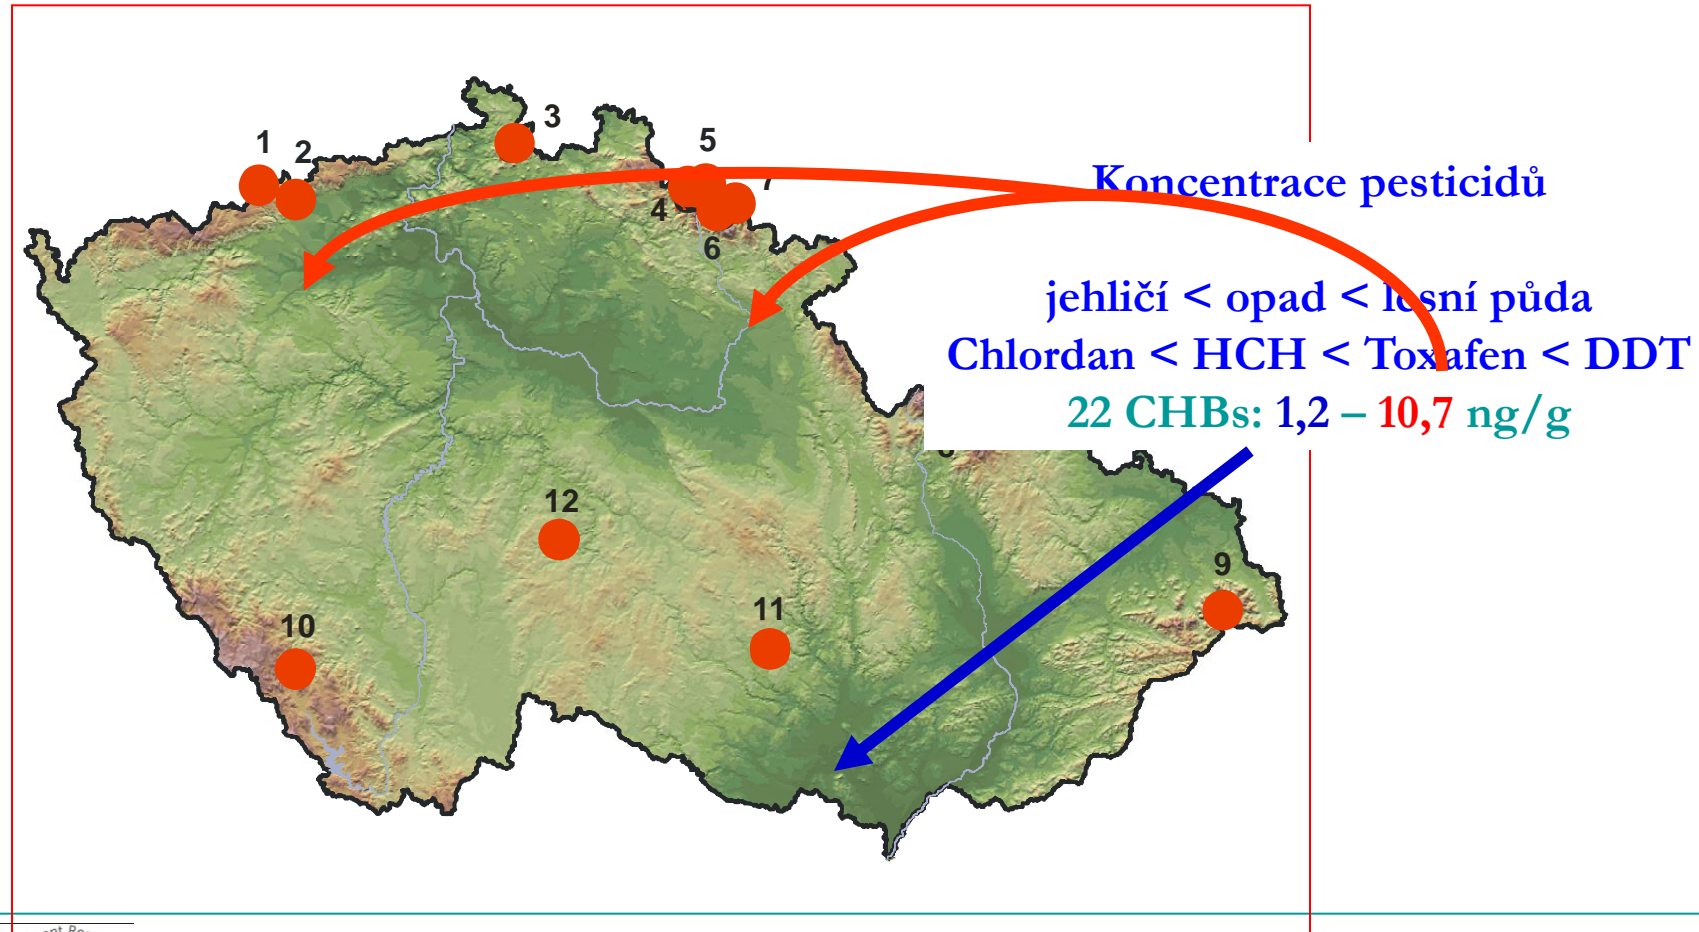 1
2
3
5
7
4
6
Koncentrace pesticidů
jehličí < opad < lesní půda
Chlordan < HCH < Toxafen < DDT
22 CHBs: 1,2 – 10,7 ng/g
12
9
11
10